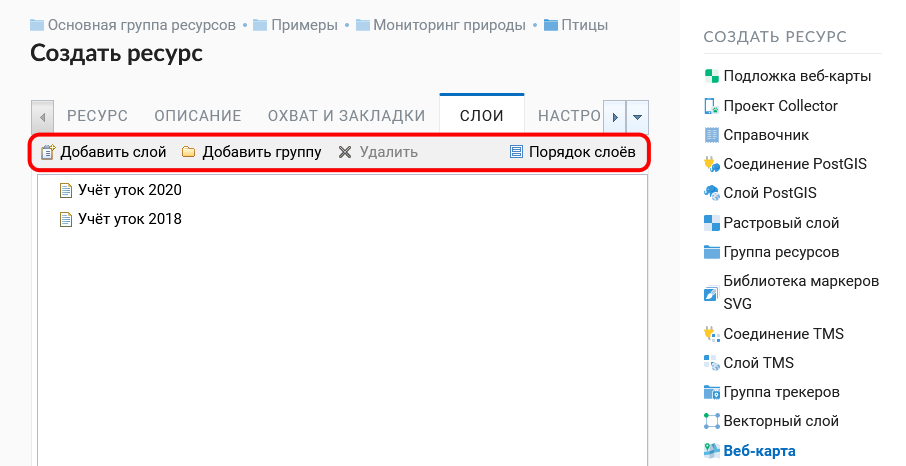 Основная группа ресурсов • Примеры • Мониторинг природы • Птицы
Создать ресурс
РЕСУРС ОПИСАНИЕ ОХВАТ И ЗАКЛАДКИ СЛОИ НАСТРО
Добавить слой Добавить группу Удалить Порядок слоёв
Учёт уток 2020
Учёт уток 2018
СОЗДАТЬ РЕСУРС
Подложка веб-карты
Проект Collector
Справочник
Соединение PostGIS
Слой PostGIS
Растровый слой
Группа ресурсов
Библиотека маркеров
SVG
Соединение TMS
Слой TMS
Группа трекеров
Векторный слой
Веб-карта